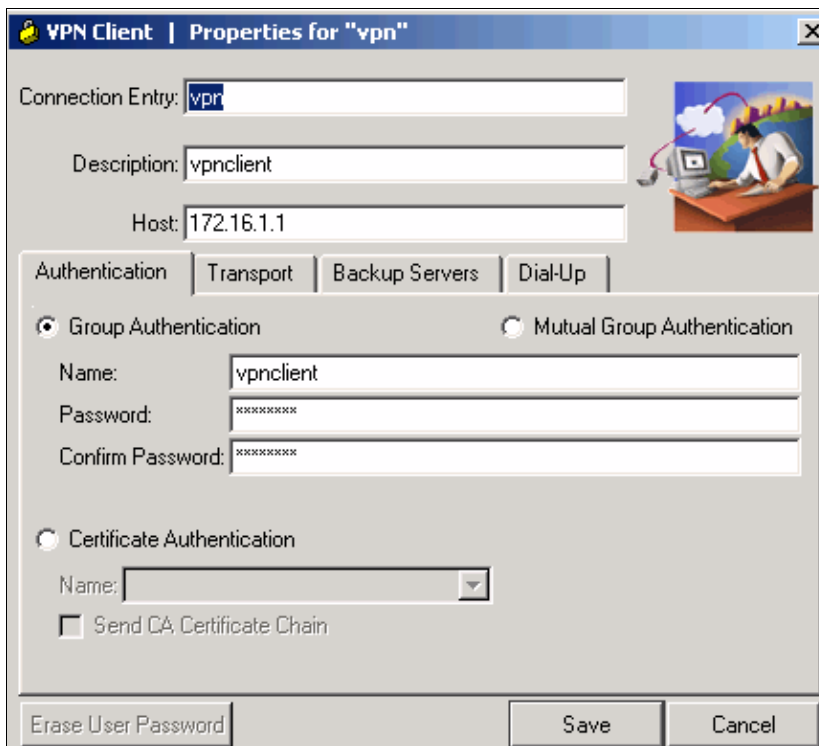 VPN Client | Properties for "vpn"
Connection Entry: vpn
Description: vpnclient
Host: 172.16.1.1
Authentication Transport Backup Servers Dial-Up
Group Authentication Mutual Group Authentication
Name: vpnclient
Password: ********
Confirm Password: ********
Certificate Authentication
Name:
Send CA Certificate Chain
Erase User Password Save Cancel